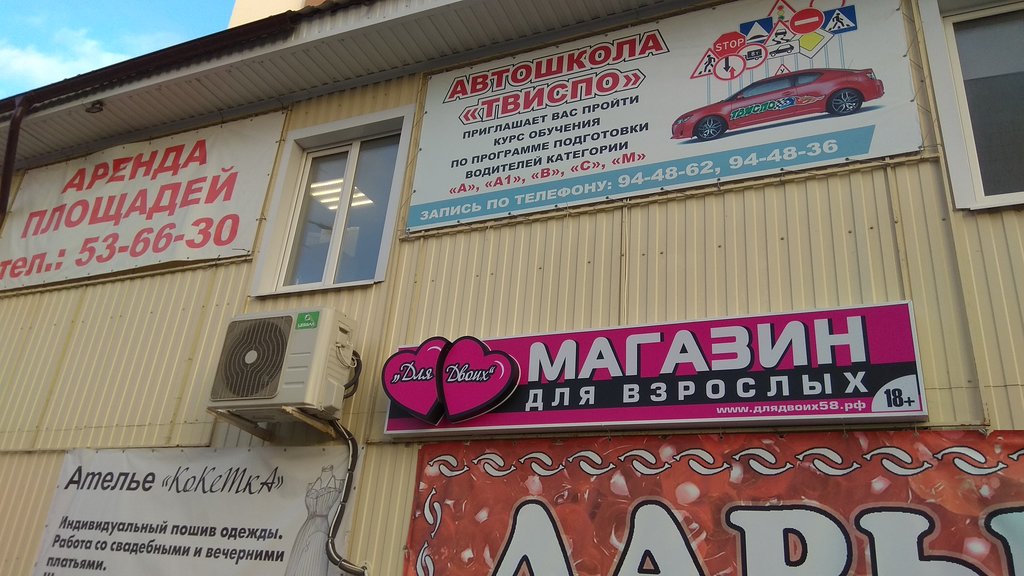 АРЕНДА
ПЛОЩАДЕЙ
тел.: 53-66-30
АВТОШКОЛА
«ТВИСПО»
ПРИГЛАШАЕТ ВАС ПРОЙТИ
КУРС ОБУЧЕНИЯ
ПО ПРОГРАММЕ ПОДГОТОВКИ
ВОДИТЕЛЕЙ КАТЕГОРИИ
«А», «А1», «В», «С», «М»
ЗАПИСЬ ПО ТЕЛЕФОНУ: 94-48-62, 94-48-36
STOP
ТВИСПО
„Для Двоих“
МАГАЗИН
ДЛЯ ВЗРОСЛЫХ
www.длядвоих58.рф
18+
Ателье «КоКеТкА»
Индивидуальный пошив одежды.
Работа со свадебными и вечерними
платьями.